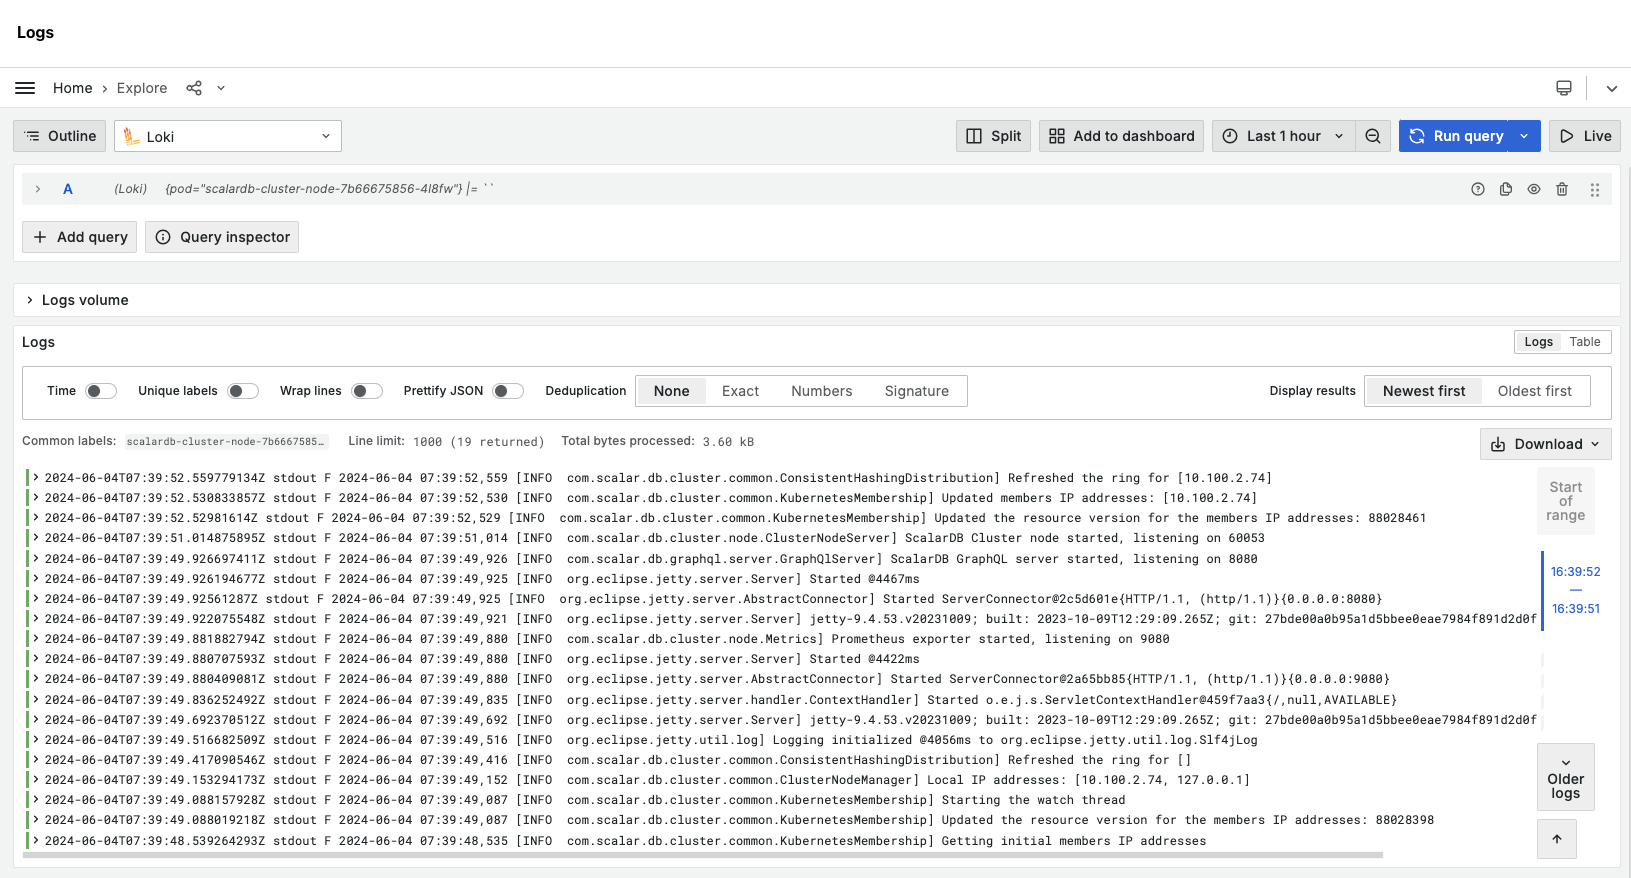 Logs
Home › Explore
Outline Loki Split Add to dashboard Last 1 hour Run query Live
A (Loki) {pod="scalardb-cluster-node-7b66675856-4l8fw"} |= ``
Add query Query inspector
Logs volume
Logs Logs Table
Time Unique labels Wrap lines Prettify JSON Deduplication None Exact Numbers Signature Display results Newest first Oldest first
Common labels: scalardb-cluster-node-7b6667585… Line limit: 1000 (19 returned) Total bytes processed: 3.60 kB Download
2024-06-04T07:39:52.559779134Z stdout F 2024-06-04 07:39:52,559 [INFO  com.scalar.db.cluster.common.ConsistentHashingDistribution] Refreshed the ring for [10.100.2.74]
2024-06-04T07:39:52.530833857Z stdout F 2024-06-04 07:39:52,530 [INFO  com.scalar.db.cluster.common.KubernetesMembership] Updated members IP addresses: [10.100.2.74]
2024-06-04T07:39:52.52981614Z stdout F 2024-06-04 07:39:52,529 [INFO  com.scalar.db.cluster.common.KubernetesMembership] Updated the resource version for the members IP addresses: 88028461
2024-06-04T07:39:51.014875895Z stdout F 2024-06-04 07:39:51,014 [INFO  com.scalar.db.cluster.node.ClusterNodeServer] ScalarDB Cluster node started, listening on 60053
2024-06-04T07:39:49.926697411Z stdout F 2024-06-04 07:39:49,926 [INFO  com.scalar.db.graphql.server.GraphQlServer] ScalarDB GraphQL server started, listening on 8080
2024-06-04T07:39:49.926194677Z stdout F 2024-06-04 07:39:49,925 [INFO  org.eclipse.jetty.server.Server] Started @4467ms
2024-06-04T07:39:49.92561287Z stdout F 2024-06-04 07:39:49,925 [INFO  org.eclipse.jetty.server.AbstractConnector] Started ServerConnector@2c5d601e{HTTP/1.1, (http/1.1)}{0.0.0.0:8080}
2024-06-04T07:39:49.922075548Z stdout F 2024-06-04 07:39:49,921 [INFO  org.eclipse.jetty.server.Server] jetty-9.4.53.v20231009; built: 2023-10-09T12:29:09.265Z; git: 27bde00a0b95a1d5bbee0eae7984f891d2d0f
2024-06-04T07:39:49.881882794Z stdout F 2024-06-04 07:39:49,880 [INFO  com.scalar.db.cluster.node.Metrics] Prometheus exporter started, listening on 9080
2024-06-04T07:39:49.880707593Z stdout F 2024-06-04 07:39:49,880 [INFO  org.eclipse.jetty.server.Server] Started @4422ms
2024-06-04T07:39:49.880409081Z stdout F 2024-06-04 07:39:49,880 [INFO  org.eclipse.jetty.server.AbstractConnector] Started ServerConnector@2a65bb85{HTTP/1.1, (http/1.1)}{0.0.0.0:9080}
2024-06-04T07:39:49.836252492Z stdout F 2024-06-04 07:39:49,835 [INFO  org.eclipse.jetty.server.handler.ContextHandler] Started o.e.j.s.ServletContextHandler@459f7aa3{/,null,AVAILABLE}
2024-06-04T07:39:49.692370512Z stdout F 2024-06-04 07:39:49,692 [INFO  org.eclipse.jetty.server.Server] jetty-9.4.53.v20231009; built: 2023-10-09T12:29:09.265Z; git: 27bde00a0b95a1d5bbee0eae7984f891d2d0f
2024-06-04T07:39:49.516682509Z stdout F 2024-06-04 07:39:49,516 [INFO  org.eclipse.jetty.util.log] Logging initialized @4056ms to org.eclipse.jetty.util.log.Slf4jLog
2024-06-04T07:39:49.417090546Z stdout F 2024-06-04 07:39:49,416 [INFO  com.scalar.db.cluster.common.ConsistentHashingDistribution] Refreshed the ring for []
2024-06-04T07:39:49.153294173Z stdout F 2024-06-04 07:39:49,152 [INFO  com.scalar.db.cluster.common.ClusterNodeManager] Local IP addresses: [10.100.2.74, 127.0.0.1]
2024-06-04T07:39:49.088157928Z stdout F 2024-06-04 07:39:49,087 [INFO  com.scalar.db.cluster.common.KubernetesMembership] Starting the watch thread
2024-06-04T07:39:49.088019218Z stdout F 2024-06-04 07:39:49,087 [INFO  com.scalar.db.cluster.common.KubernetesMembership] Updated the resource version for the members IP addresses: 88028398
2024-06-04T07:39:48.539264293Z stdout F 2024-06-04 07:39:48,535 [INFO  com.scalar.db.cluster.common.KubernetesMembership] Getting initial members IP addresses
Start
of
range
16:39:52
—
16:39:51
Older
logs